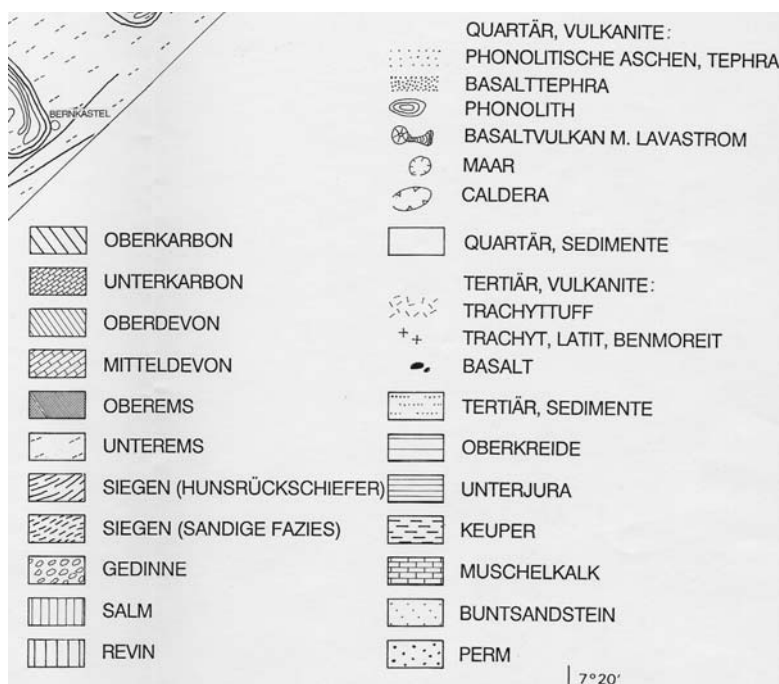 BERNKASTEL
OBERKARBON
UNTERKARBON
OBERDEVON
MITTELDEVON
OBEREMS
UNTEREMS
SIEGEN (HUNSRÜCKSCHIEFER)
SIEGEN (SANDIGE FAZIES)
GEDINNE
SALM
REVIN
QUARTÄR, VULKANITE:
PHONOLITISCHE ASCHEN, TEPHRA
BASALTTEPHRA
PHONOLITH
BASALTVULKAN M. LAVASTROM
MAAR
CALDERA
QUARTÄR, SEDIMENTE
TERTIÄR, VULKANITE:
TRACHYTTUFF
TRACHYT, LATIT, BENMOREIT
BASALT
TERTIÄR, SEDIMENTE
OBERKREIDE
UNTERJURA
KEUPER
MUSCHELKALK
BUNTSANDSTEIN
PERM
7°20'